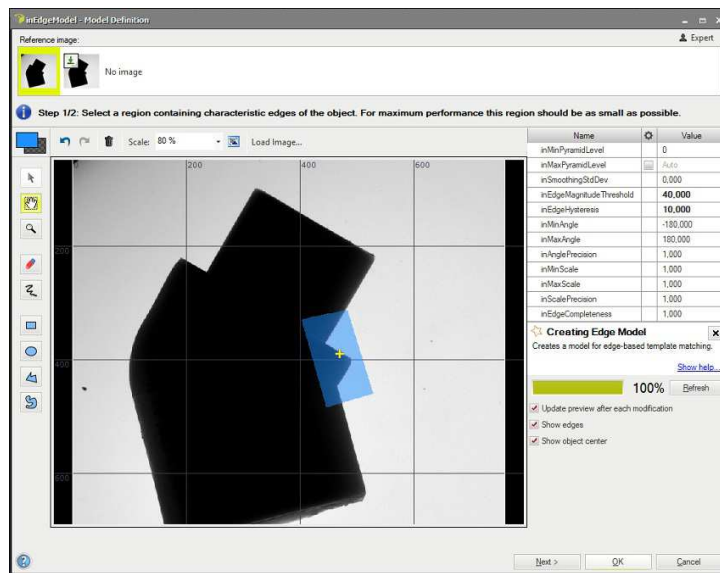 inEdgeModel - Model Definition
Reference image:
Expert
No image
Step 1/2: Select a region containing characteristic edges of the object. For maximum performance this region should be as small as possible.
Scale: 80 %
Load Image...
Name Value
inMinPyramidLevel 0
inMaxPyramidLevel Auto
inSmoothingStdDev 0,000
inEdgeMagnitudeThreshold 40,000
inEdgeHysteresis 10,000
inMinAngle -180,000
inMaxAngle 180,000
inAnglePrecision 1,000
inMinScale 1,000
inMaxScale 1,000
inScalePrecision 1,000
inEdgeCompleteness 1,000
0 200 400 600
200
400
600
Creating Edge Model
Creates a model for edge-based template matching.
Show help...
100% Refresh
Update preview after each modification
Show edges
Show object center
Next > OK Cancel